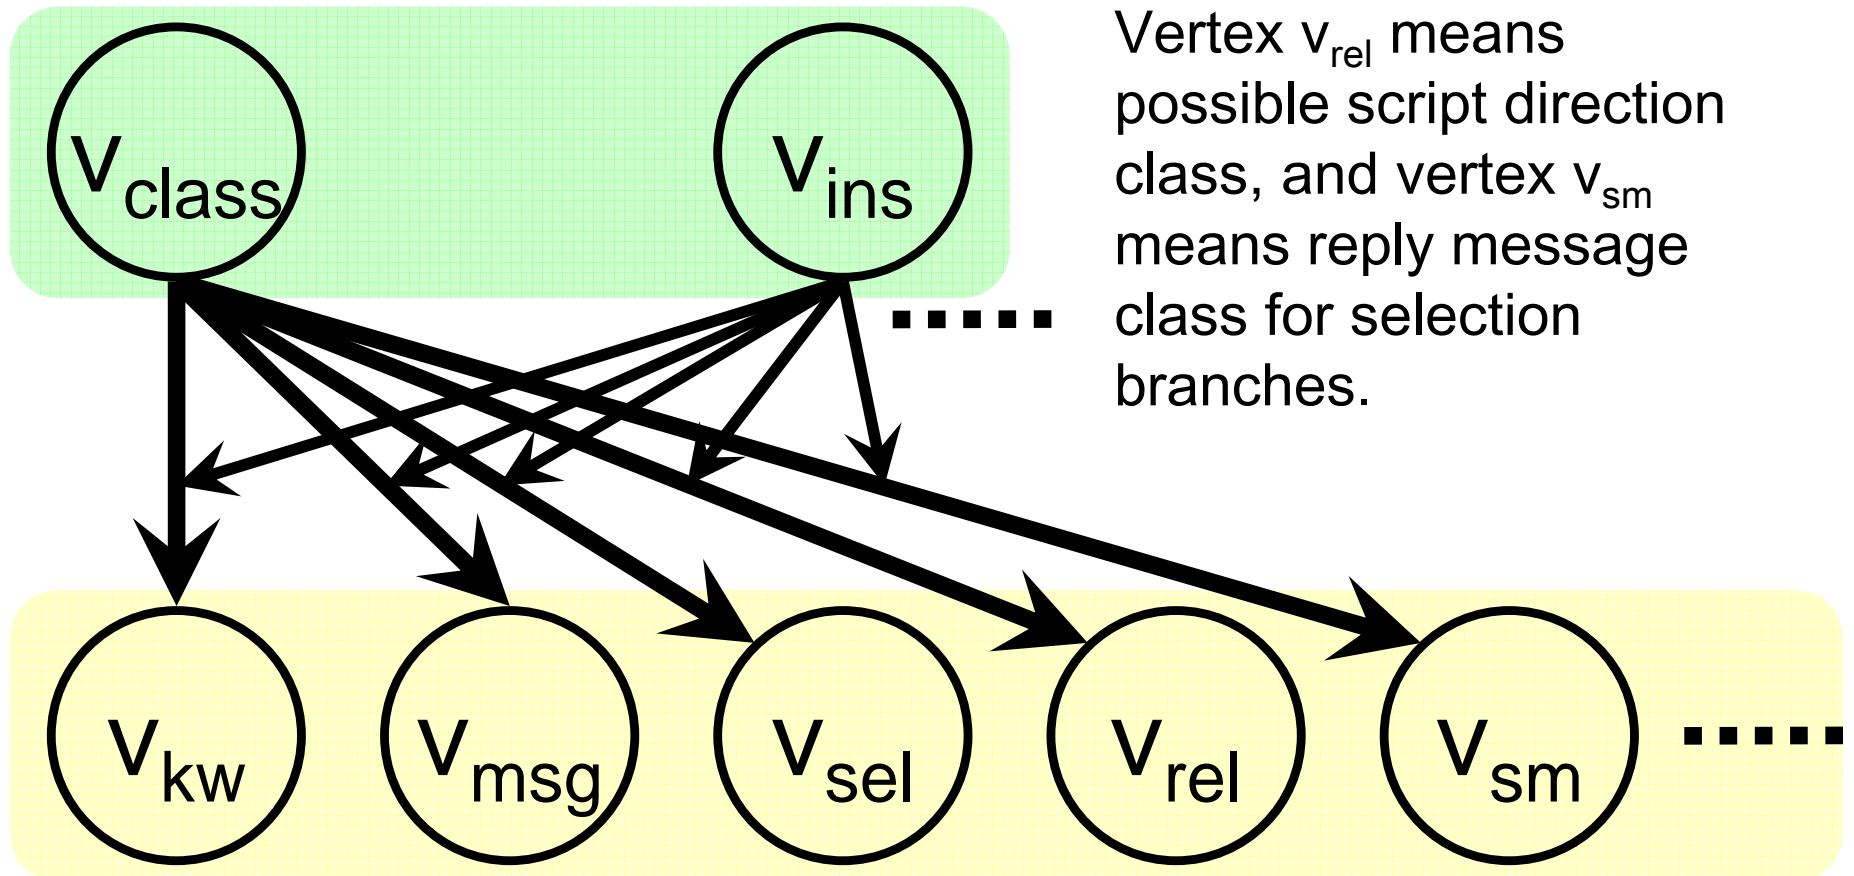 v_class
v_ins
Vertex v_rel means
possible script direction
class, and vertex v_sm
means reply message
class for selection
branches.
v_kw
v_msg
v_sel
v_rel
v_sm